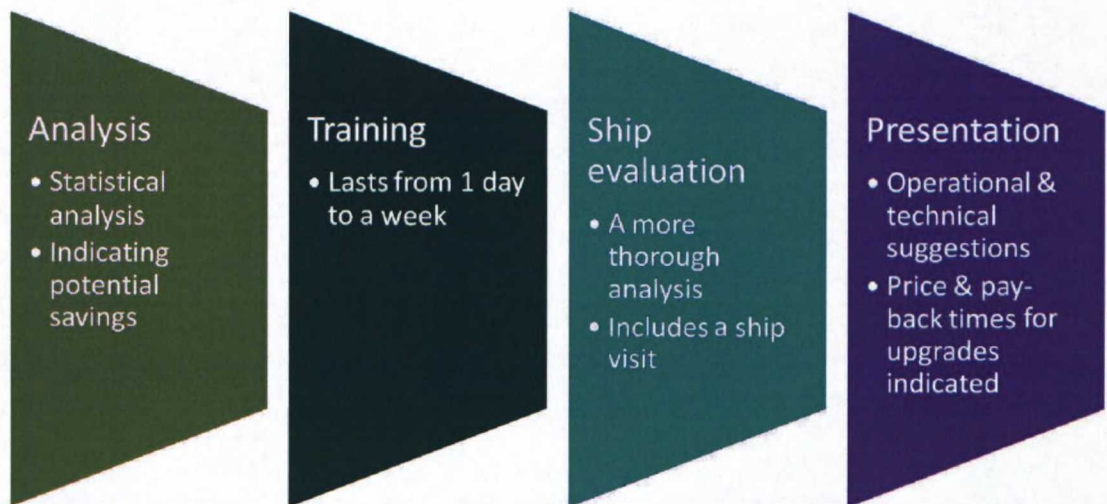 Analysis
• Statistical
analysis
• Indicating
potential
savings
Training
• Lasts from 1 day
to a week
Ship
evaluation
• A more
thorough
analysis
• Includes a ship
visit
Presentation
• Operational &
technical
suggestions
• Price & pay-
back times for
upgrades
indicated